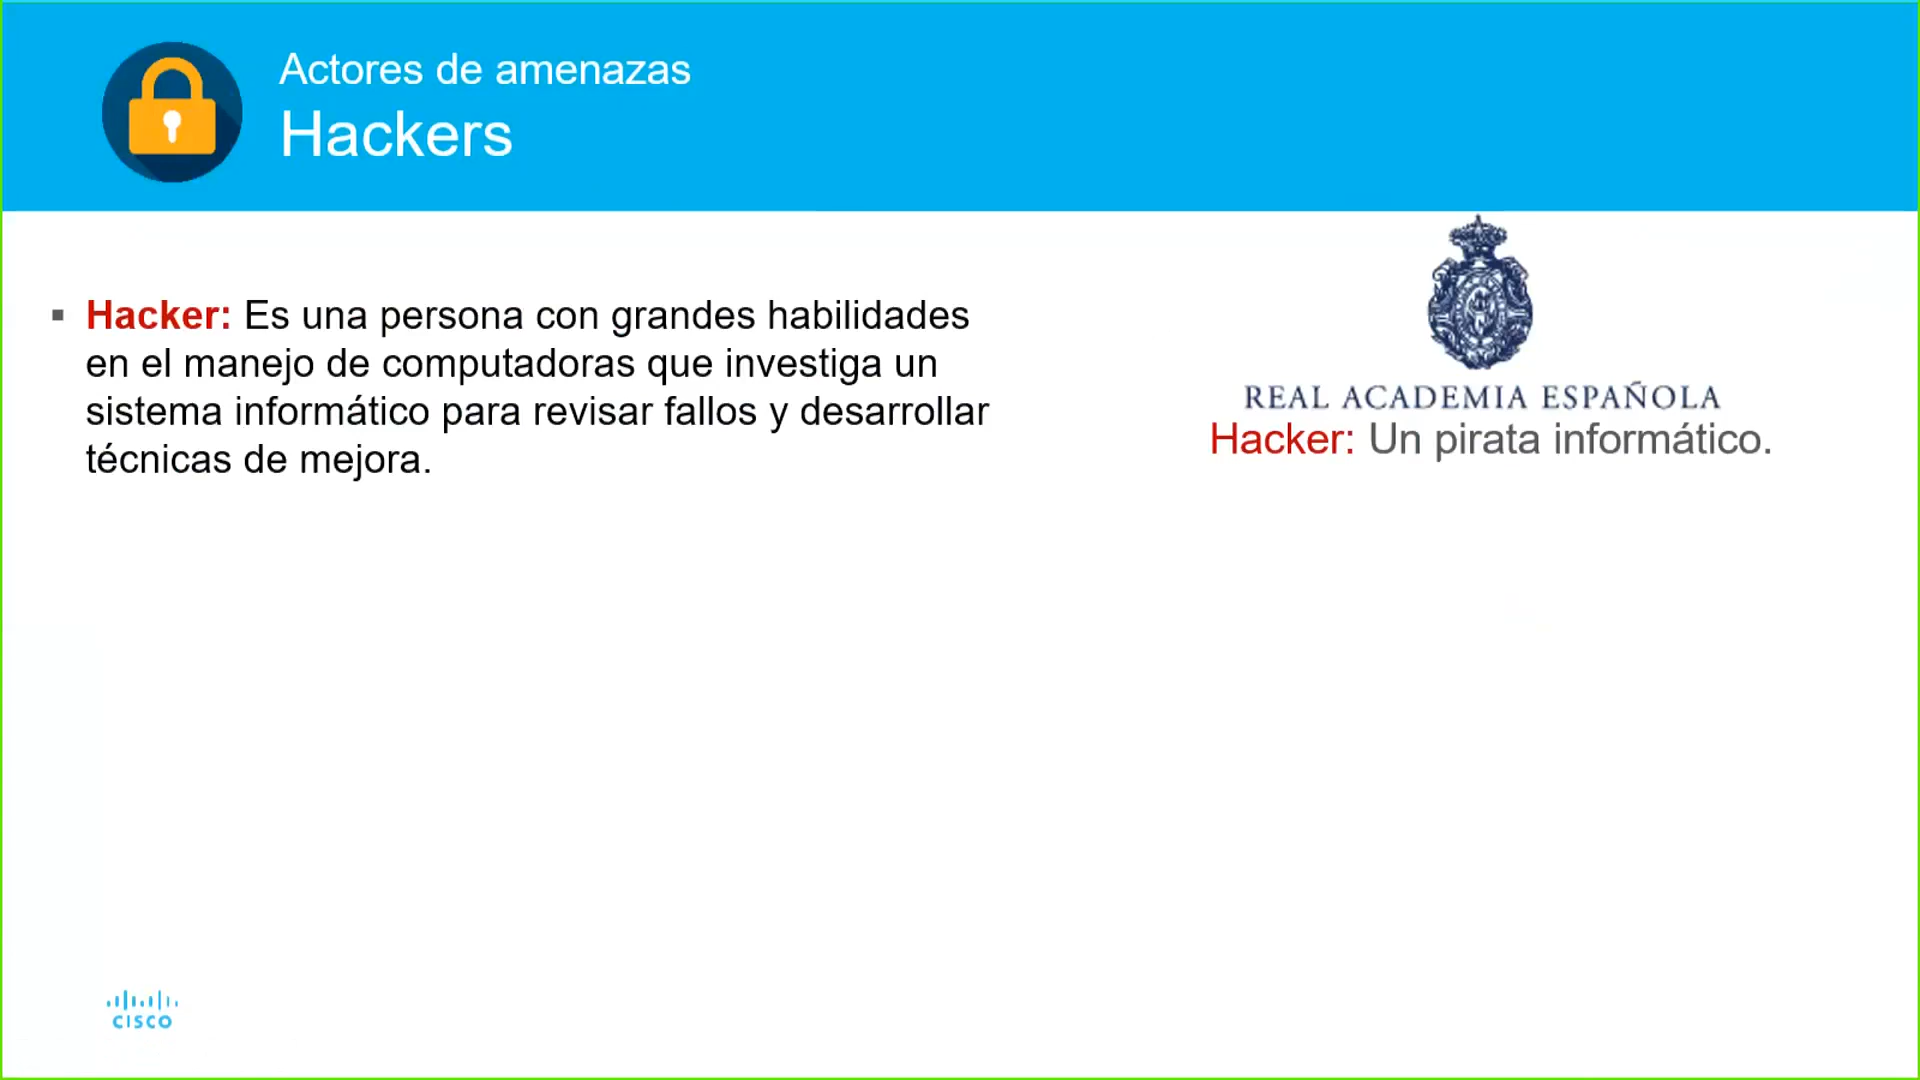 Actores de amenazas
Hackers
▪ Hacker: Es una persona con grandes habilidades
en el manejo de computadoras que investiga un
sistema informático para revisar fallos y desarrollar
técnicas de mejora.
REAL ACADEMIA ESPAÑOLA
Hacker: Un pirata informático.
CISCO